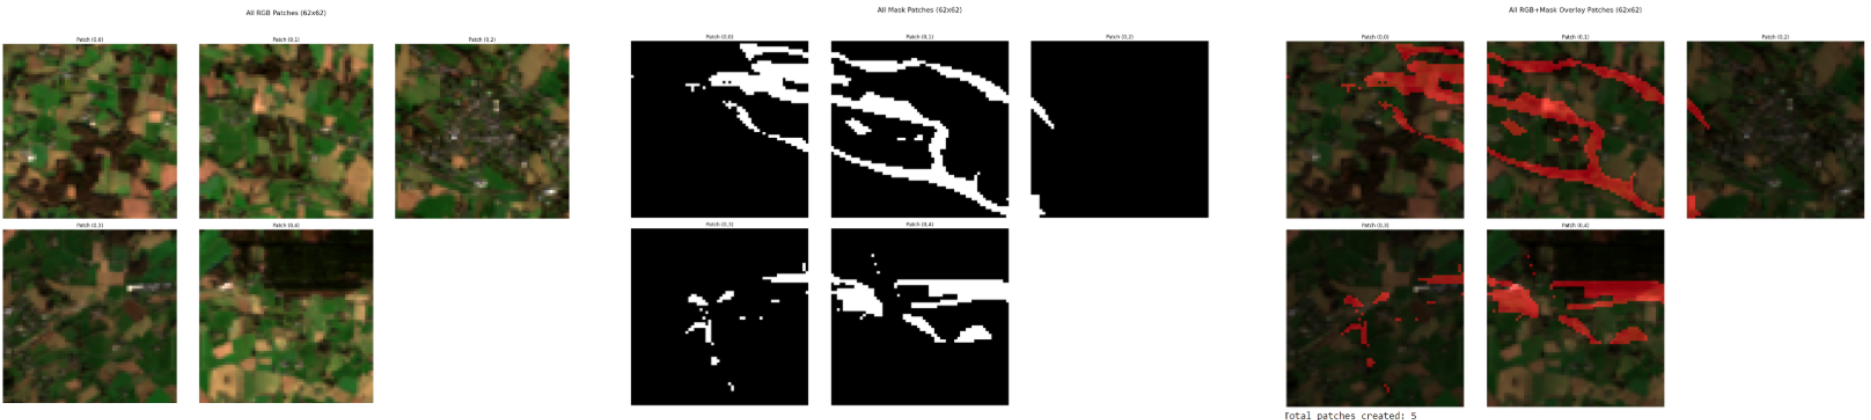 All RGB Patches (62x62)
Patch (0,0)
Patch (0,1)
Patch (0,2)
Patch (0,3)
Patch (0,4)
All Mask Patches (62x62)
Patch (0,0)
Patch (0,1)
Patch (0,2)
Patch (0,3)
Patch (0,4)
All RGB+Mask Overlay Patches (62x62)
Patch (0,0)
Patch (0,1)
Patch (0,2)
Patch (0,3)
Patch (0,4)
Total patches created: 5